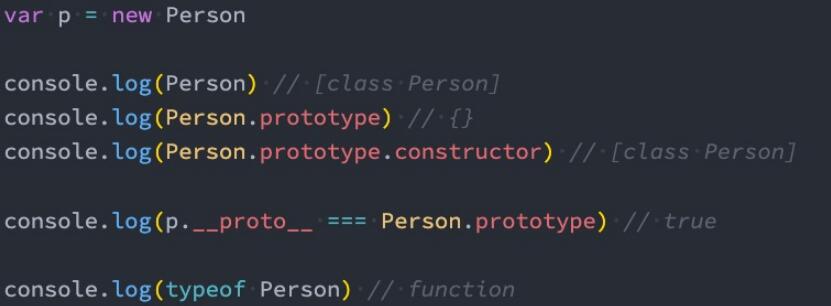 var p = new Person
console.log(Person) // [class Person]
console.log(Person.prototype) // {}
console.log(Person.prototype.constructor) // [class Person]
console.log(p.__proto__ === Person.prototype) // true
console.log(typeof Person) // function